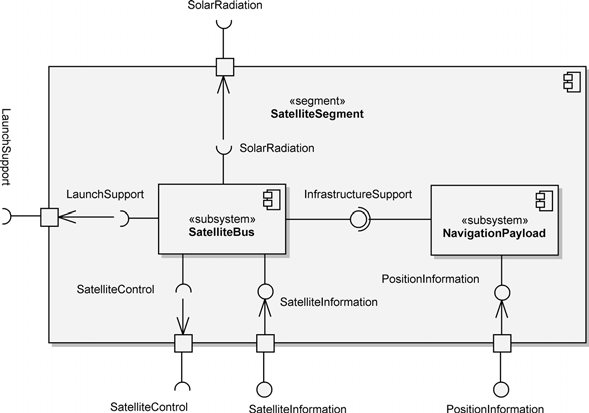 SolarRadiation
«segment»
SatelliteSegment
LaunchSupport
SolarRadiation
LaunchSupport
«subsystem»
SatelliteBus
InfrastructureSupport
«subsystem»
NavigationPayload
SatelliteControl
SatelliteInformation
PositionInformation
SatelliteControl
SatelliteInformation
PositionInformation